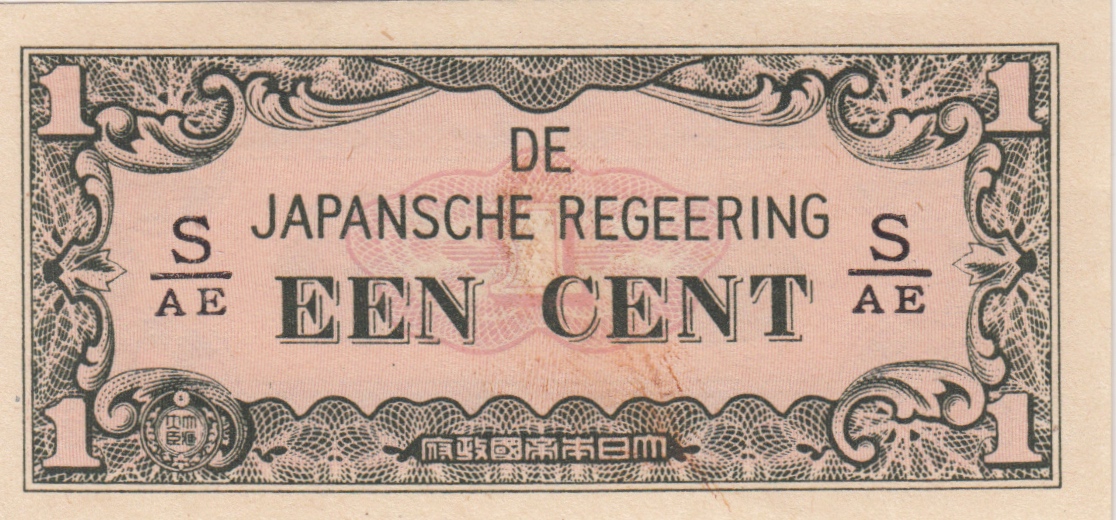 1 1
DE
JAPANSCHE REGEERING
S S
AE AE
EEN CENT
1 1
府政國帝本日大